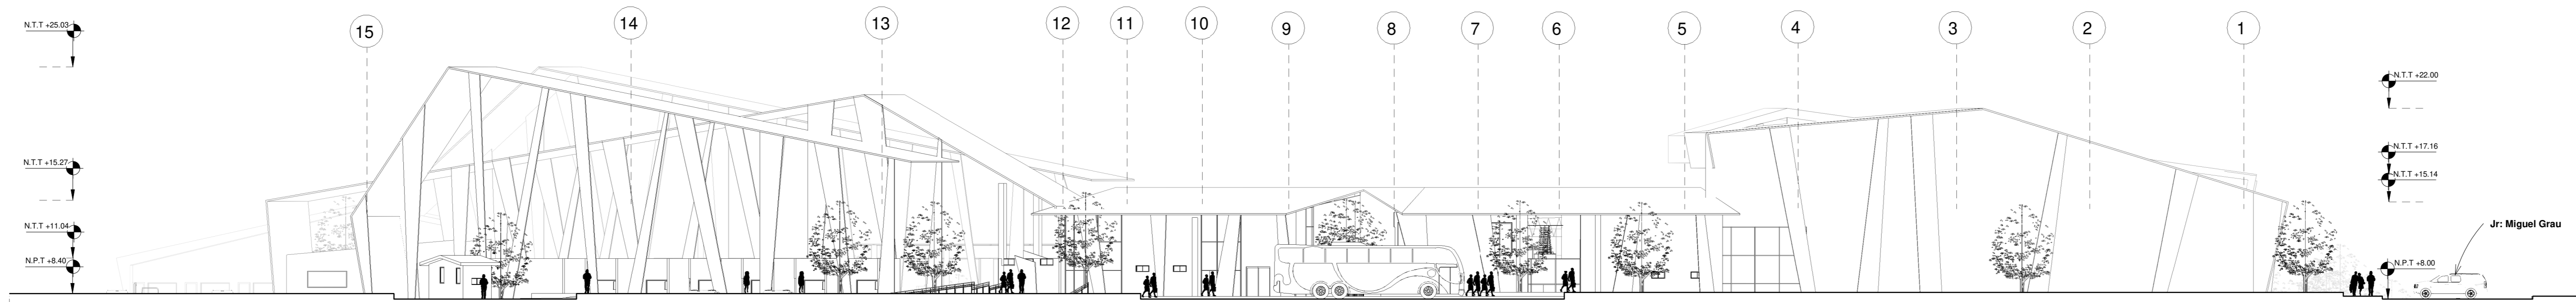 N.T.T +25.03
15
14
13
12
11
10
9
8
7
6
5
4
3
2
1
N.T.T +22.00
N.T.T +15.27
N.T.T +17.16
N.T.T +15.14
N.T.T +11.04
Jr: Miguel Grau
N.P.T +8.40
N.P.T +8.00